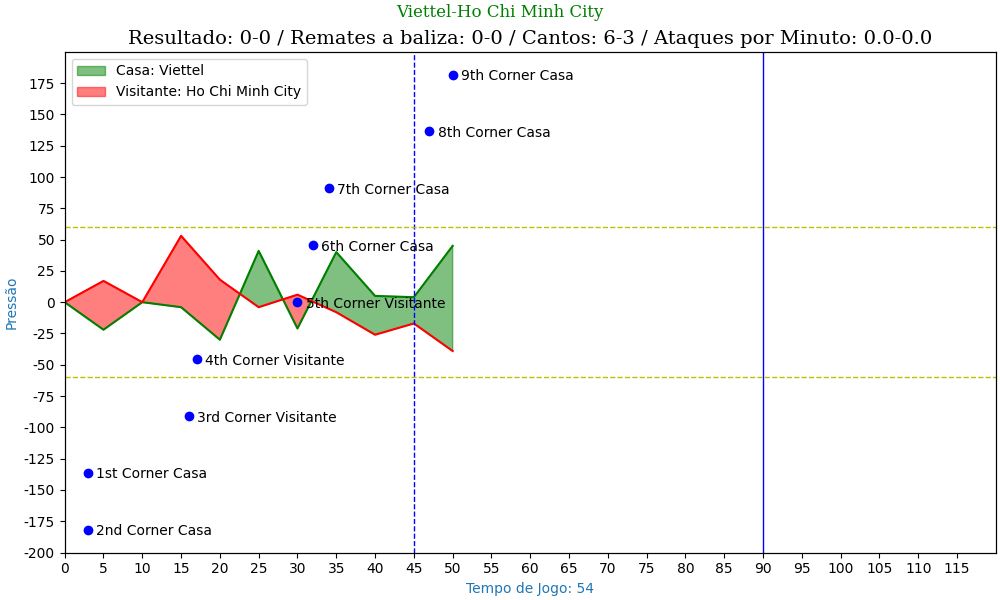 Viettel-Ho Chi Minh City
Resultado: 0-0 / Remates a baliza: 0-0 / Cantos: 6-3 / Ataques por Minuto: 0.0-0.0
Casa: Viettel
Visitante: Ho Chi Minh City
9th Corner Casa
8th Corner Casa
7th Corner Casa
6th Corner Casa
5th Corner Visitante
4th Corner Visitante
3rd Corner Visitante
1st Corner Casa
2nd Corner Casa
Pressão
175
150
125
100
75
50
25
0
-25
-50
-75
-100
-125
-150
-175
-200
0 5 10 15 20 25 30 35 40 45 50 55 60 65 70 75 80 85 90 95 100 105 110 115
Tempo de Jogo: 54